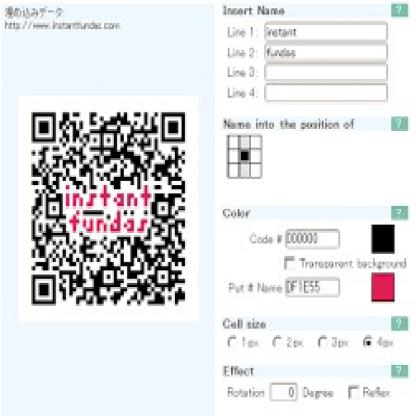 埋め込みデータ
http://www.instantfundas.com
instant
fundas
Insert Name ?
Line 1: instant
Line 2: fundas
Line 3:
Line 4:
Name into the position of ?
Color ?
Code # 000000
Transparent background
Put # Name DF1E55
Cell size ?
1px 2px 3px 4px
Effect ?
Rotation 0 Degree Reflex